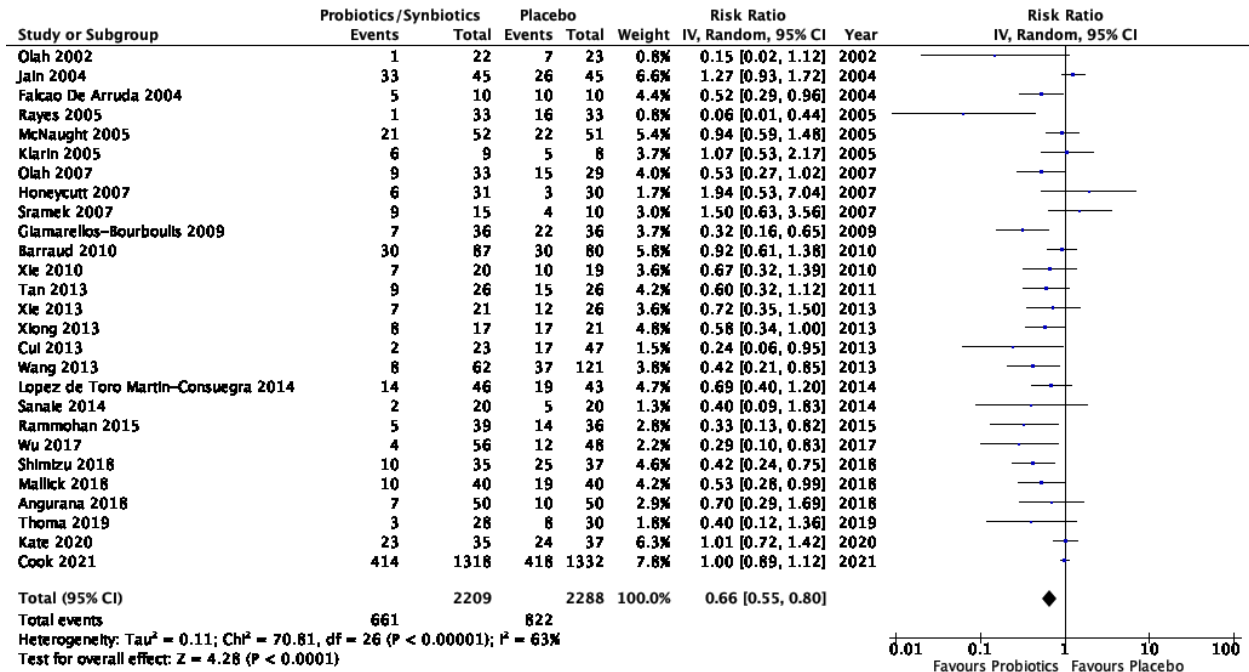 Probiotics/Synbiotics Placebo Risk Ratio Risk Ratio
Study or Subgroup Events Total Events Total Weight IV, Random, 95% CI Year IV, Random, 95% CI
Olah 2002 1 22 7 23 0.8% 0.15 [0.02, 1.12] 2002
Jain 2004 33 45 26 45 6.6% 1.27 [0.93, 1.72] 2004
Falcao De Arruda 2004 5 10 10 10 4.4% 0.52 [0.29, 0.96] 2004
Rayes 2005 1 33 16 33 0.8% 0.06 [0.01, 0.44] 2005
McNaught 2005 21 52 22 51 5.4% 0.94 [0.59, 1.48] 2005
Klarin 2005 6 9 5 8 3.7% 1.07 [0.53, 2.17] 2005
Olah 2007 9 33 15 29 4.0% 0.53 [0.27, 1.02] 2007
Honeycutt 2007 6 31 3 30 1.7% 1.94 [0.53, 7.04] 2007
Sramek 2007 9 15 4 10 3.0% 1.50 [0.63, 3.56] 2007
Giamarellos-Bourboulis 2009 7 36 22 36 3.7% 0.32 [0.16, 0.65] 2009
Barraud 2010 30 87 30 80 5.8% 0.92 [0.61, 1.38] 2010
Xie 2010 7 20 10 19 3.6% 0.67 [0.32, 1.39] 2010
Tan 2013 9 26 15 26 4.2% 0.60 [0.32, 1.12] 2011
Xie 2013 7 21 12 26 3.6% 0.72 [0.35, 1.50] 2013
Xiong 2013 8 17 17 21 4.8% 0.58 [0.34, 1.00] 2013
Cui 2013 2 23 17 47 1.5% 0.24 [0.06, 0.95] 2013
Wang 2013 8 62 37 121 3.8% 0.42 [0.21, 0.85] 2013
Lopez de Toro Martin-Consuegra 2014 14 46 19 43 4.7% 0.69 [0.40, 1.20] 2014
Sanaie 2014 2 20 5 20 1.3% 0.40 [0.09, 1.83] 2014
Rammohan 2015 5 39 14 36 2.8% 0.33 [0.13, 0.82] 2015
Wu 2017 4 56 12 48 2.2% 0.29 [0.10, 0.83] 2017
Shimizu 2018 10 35 25 37 4.6% 0.42 [0.24, 0.75] 2018
Mallick 2018 10 40 19 40 4.2% 0.53 [0.28, 0.99] 2018
Angurana 2018 7 50 10 50 2.9% 0.70 [0.29, 1.69] 2018
Thoma 2019 3 28 8 30 1.8% 0.40 [0.12, 1.36] 2019
Kate 2020 23 35 24 37 6.3% 1.01 [0.72, 1.42] 2020
Cook 2021 414 1318 418 1332 7.8% 1.00 [0.89, 1.12] 2021
Total (95% CI) 2209 2288 100.0% 0.66 [0.55, 0.80]
Total events 661 822
Heterogeneity: Tau² = 0.11; Chi² = 70.81, df = 26 (P < 0.00001); I² = 63%
Test for overall effect: Z = 4.28 (P < 0.0001)
0.01 0.1 1 10 100
Favours Probiotics Favours Placebo